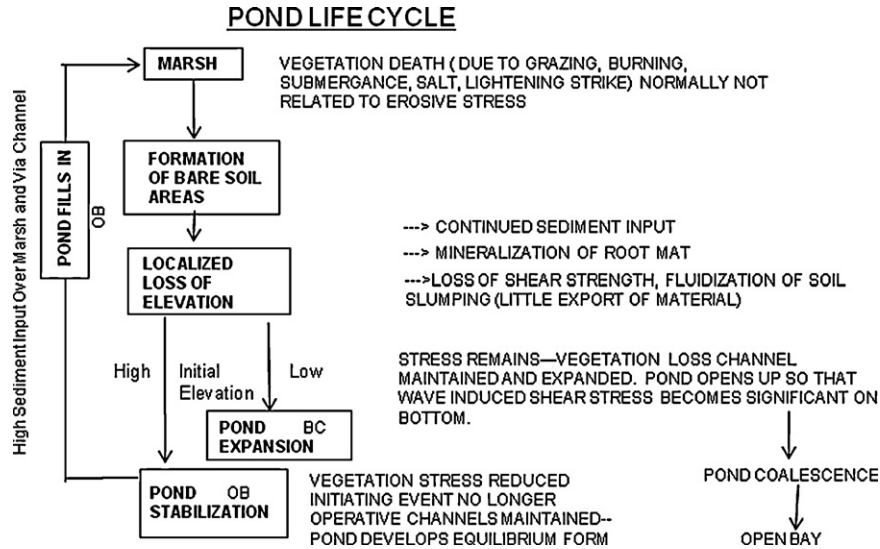 POND LIFE CYCLE
MARSH
VEGETATION DEATH ( DUE TO GRAZING, BURNING,
SUBMERGANCE, SALT, LIGHTENING STRIKE) NORMALLY NOT
RELATED TO EROSIVE STRESS
High Sediment Input Over Marsh and Via Channel
POND FILLS IN
OB
FORMATION
OF BARE SOIL
AREAS
LOCALIZED
LOSS OF
ELEVATION
---> CONTINUED SEDIMENT INPUT
---> MINERALIZATION OF ROOT MAT
--->LOSS OF SHEAR STRENGTH, FLUIDIZATION OF SOIL
SLUMPING (LITTLE EXPORT OF MATERIAL)
High Initial Low
Elevation
STRESS REMAINS—VEGETATION LOSS CHANNEL
MAINTAINED AND EXPANDED. POND OPENS UP SO THAT
WAVE INDUCED SHEAR STRESS BECOMES SIGNIFICANT ON
BOTTOM.
POND BC
EXPANSION
POND OB
STABILIZATION
VEGETATION STRESS REDUCED
INITIATING EVENT NO LONGER
OPERATIVE CHANNELS MAINTAINED--
POND DEVELOPS EQUILIBRIUM FORM
POND COALESCENCE
OPEN BAY